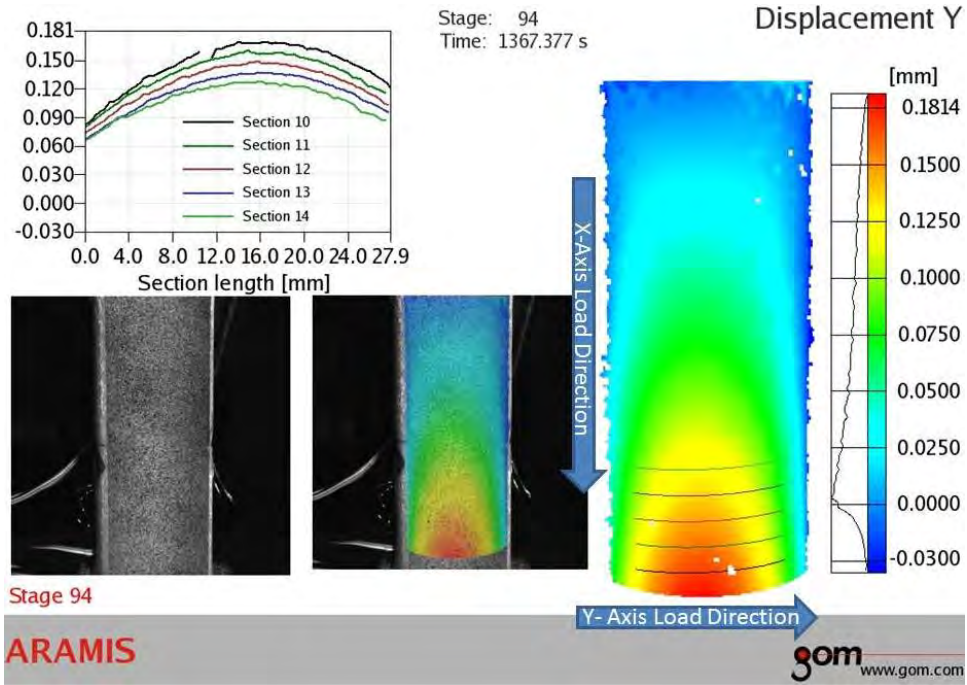 Stage: 94
Time: 1367.377 s
Displacement Y
[mm]
0.181
0.150
0.120
0.090
0.060
0.030
0.000
-0.030
Section 10
Section 11
Section 12
Section 13
Section 14
0.0 4.0 8.0 12.0 16.0 20.0 24.0 27.9
Section length [mm]
X-Axis Load Direction
0.1814
0.1500
0.1250
0.1000
0.0750
0.0500
0.0250
0.0000
-0.0300
Stage 94
Y- Axis Load Direction
ARAMIS
gom
www.gom.com